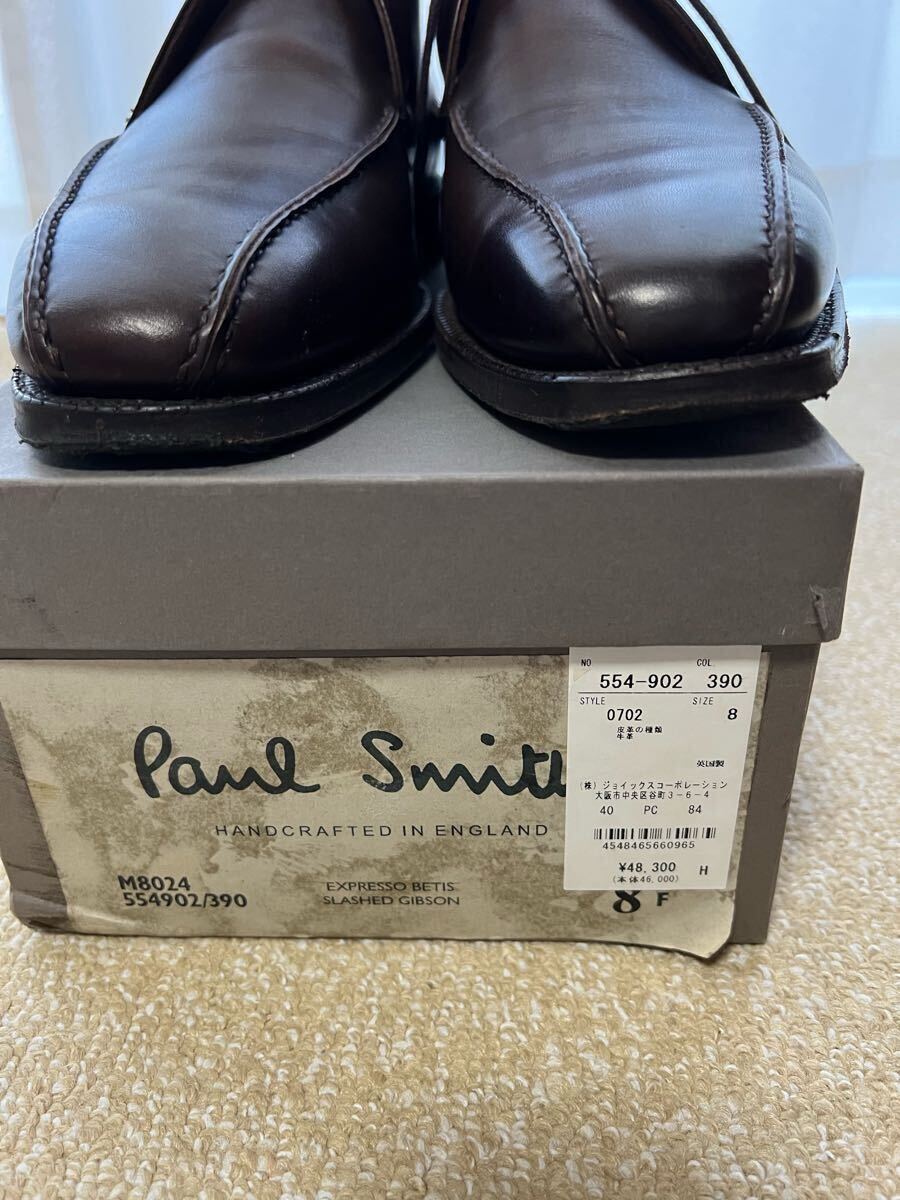 NO COL.
554-902 390
STYLE SIZE
0702 8
皮革の種類
牛革
英国製
(株)ジョイックスコーポレーション
大阪市中央区谷町3-6-4
40 PC 84
4548465660965
¥48,300 H
(本体46,000)
Paul Smit
HANDCRAFTED IN ENGLAND
M8024
554902/390
EXPRESSO BETIS
SLASHED GIBSON
8 F